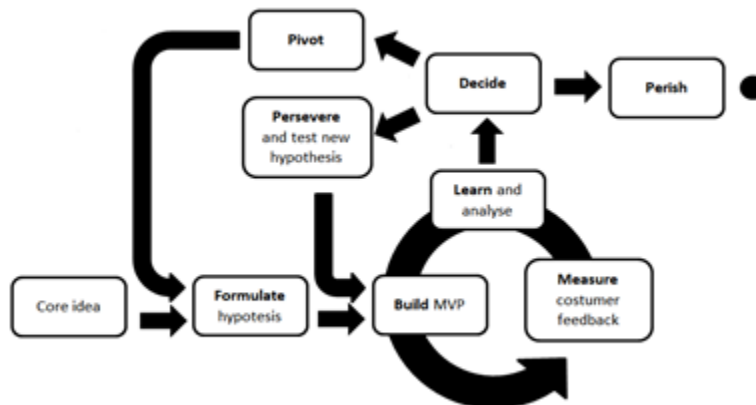 Pivot
Decide
Perish
Persevere
and test new
hypothesis
Learn and
analyse
Core idea
Formulate
hypotesis
Build MVP
Measure
costumer
feedback